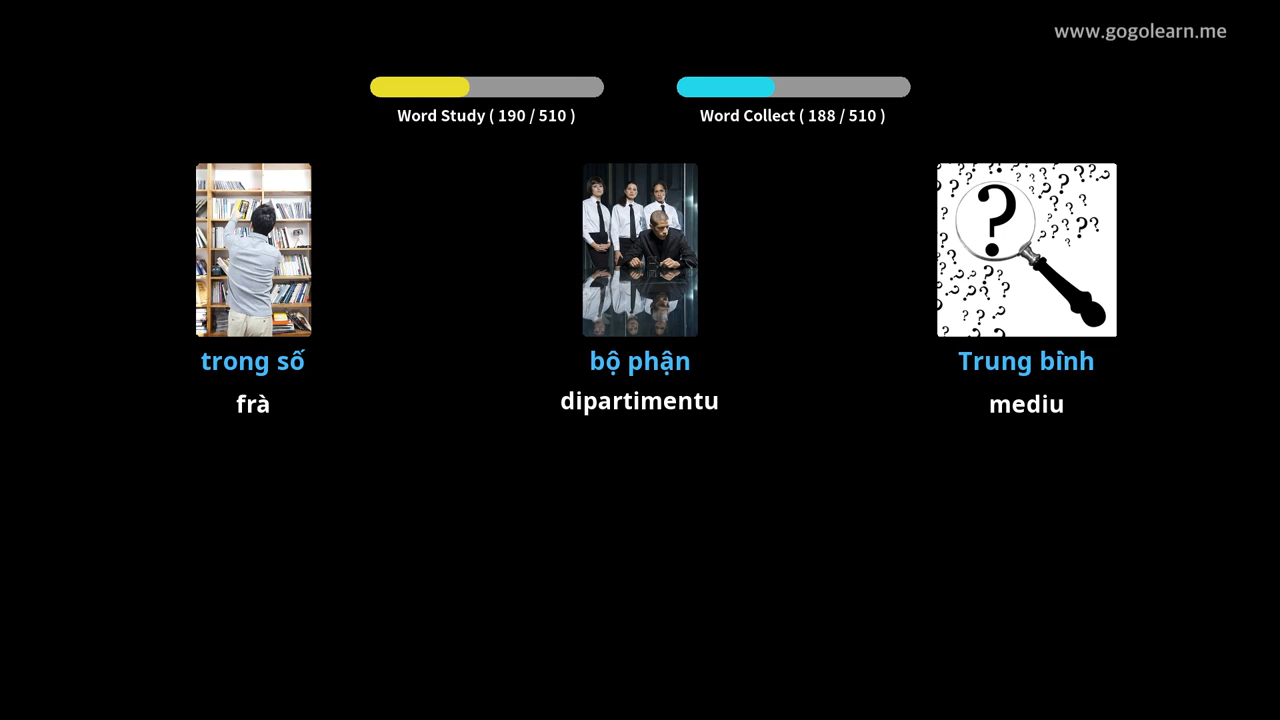 www.gogolearn.me
Word Study ( 190 / 510 )
Word Collect ( 188 / 510 )
trong số
bộ phận
Trung bình
frà
dipartimentu
mediu